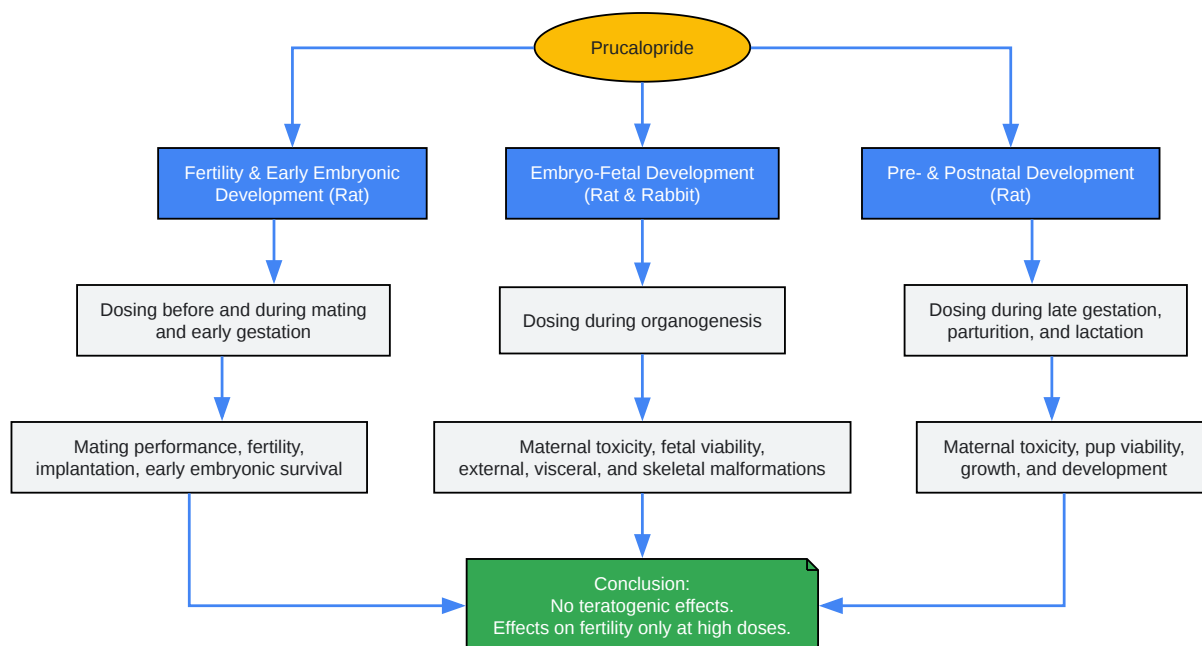 Prucalopride
Fertility & Early Embryonic
Development (Rat)
Embryo-Fetal Development
(Rat & Rabbit)
Pre- & Postnatal Development
(Rat)
Dosing before and during mating
and early gestation
Dosing during organogenesis
Dosing during late gestation,
parturition, and lactation
Mating performance, fertility,
implantation, early embryonic survival
Maternal toxicity, fetal viability,
external, visceral, and skeletal malformations
Maternal toxicity, pup viability,
growth, and development
Conclusion:
No teratogenic effects.
Effects on fertility only at high doses.